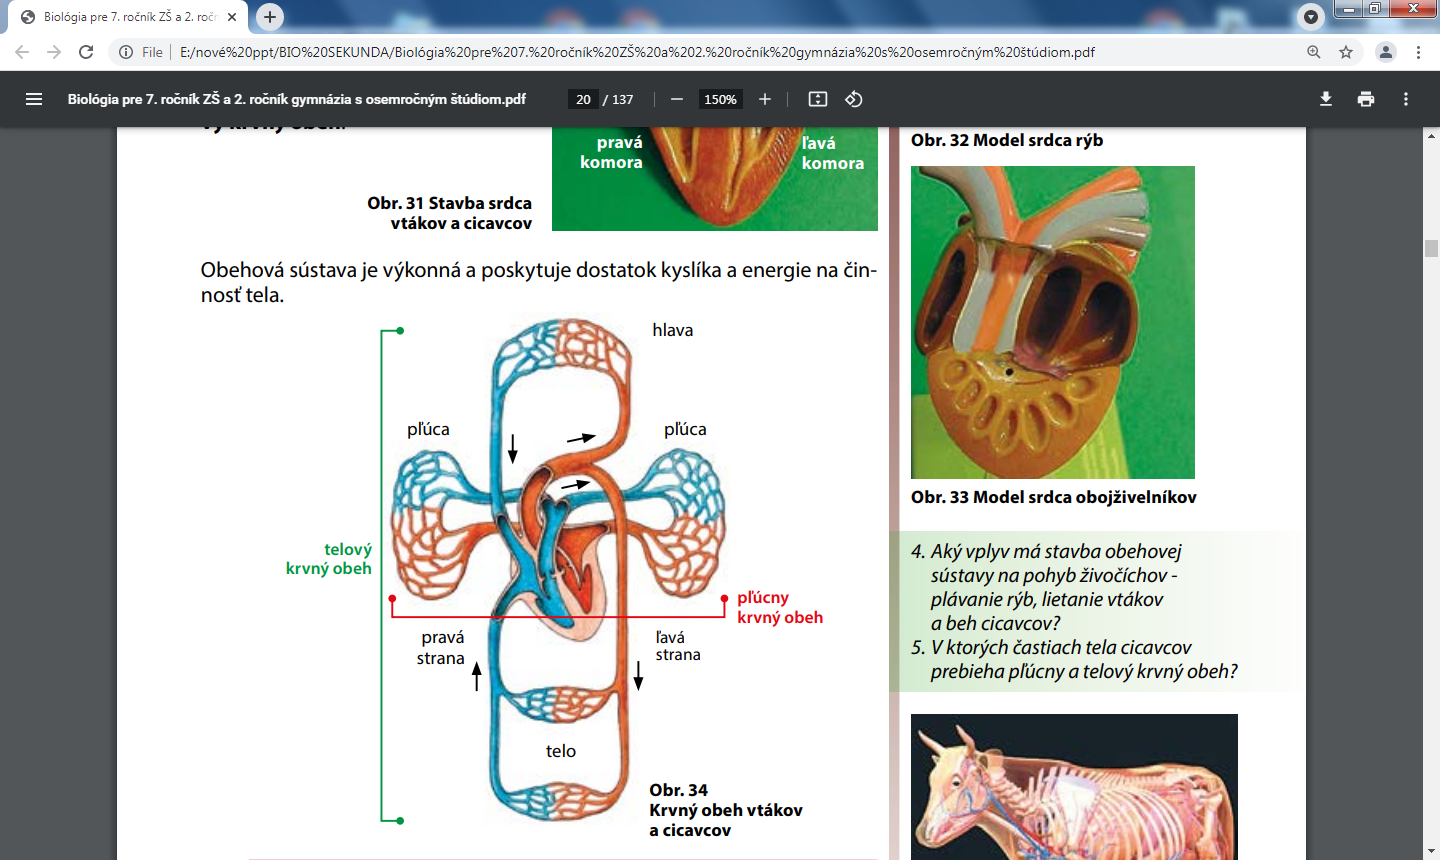 Biológia pre 7. ročník ZŠ a 2. ročn
File
E:/nové%20ppt/BIO%20SEKUNDA/Biológia%20pre%207.%20ročník%20ZŠ%20a%202.%20ročník%20gymnázia%20s%20osemročným%20štúdiom.pdf
Biológia pre 7. ročník ZŠ a 2. ročník gymnázia s osemročným štúdiom.pdf
20 / 137
150%
vý krvný obeh.
pravá
komora
ľavá
komora
Obr. 31 Stavba srdca
vtákov a cicavcov
Obehová sústava je výkonná a poskytuje dostatok kyslíka a energie na čin-
nosť tela.
hlava
pľúca
pľúca
telový
krvný obeh
pľúcny
krvný obeh
pravá
strana
ľavá
strana
telo
Obr. 34
Krvný obeh vtákov
a cicavcov
Obr. 32 Model srdca rýb
Obr. 33 Model srdca obojživelníkov
4. Aký vplyv má stavba obehovej
sústavy na pohyb živočíchov -
plávanie rýb, lietanie vtákov
a beh cicavcov?
5. V ktorých častiach tela cicavcov
prebieha pľúcny a telový krvný obeh?